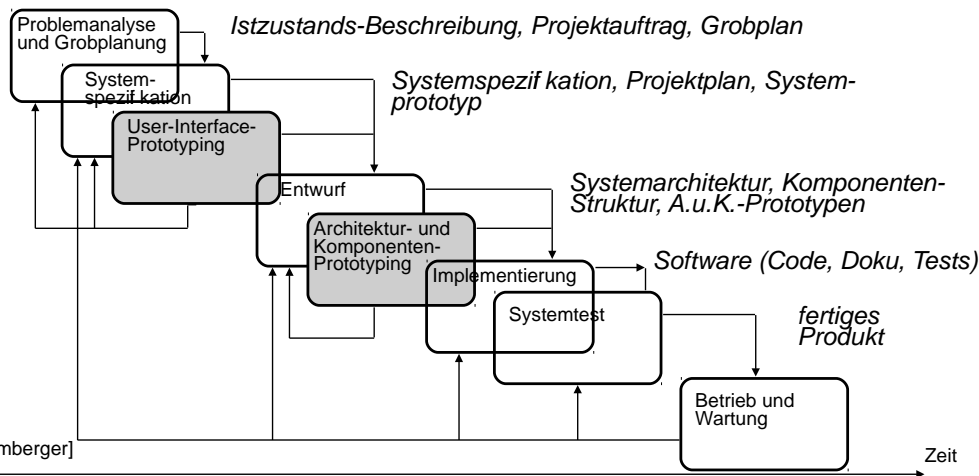 Problemanalyse
und Grobplanung
Istzustands-Beschreibung, Projektauftrag, Grobplan
System-
spezif kation
Systemspezif kation, Projektplan, System-
prototyp
User-Interface-
Prototyping
Entwurf
Systemarchitektur, Komponenten-
Struktur, A.u.K.-Prototypen
Architektur- und
Komponenten-
Prototyping
Implementierung
Software (Code, Doku, Tests)
Systemtest
fertiges
Produkt
Betrieb und
Wartung
mberger]
Zeit